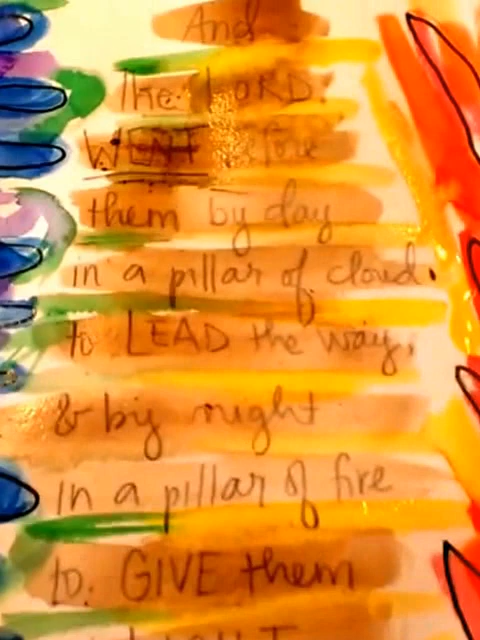 And
The LORD
WENT before
them by day
in a pillar of cloud.
to LEAD the way,
& by night
in a pillar of fire
to. GIVE them
LIGHT